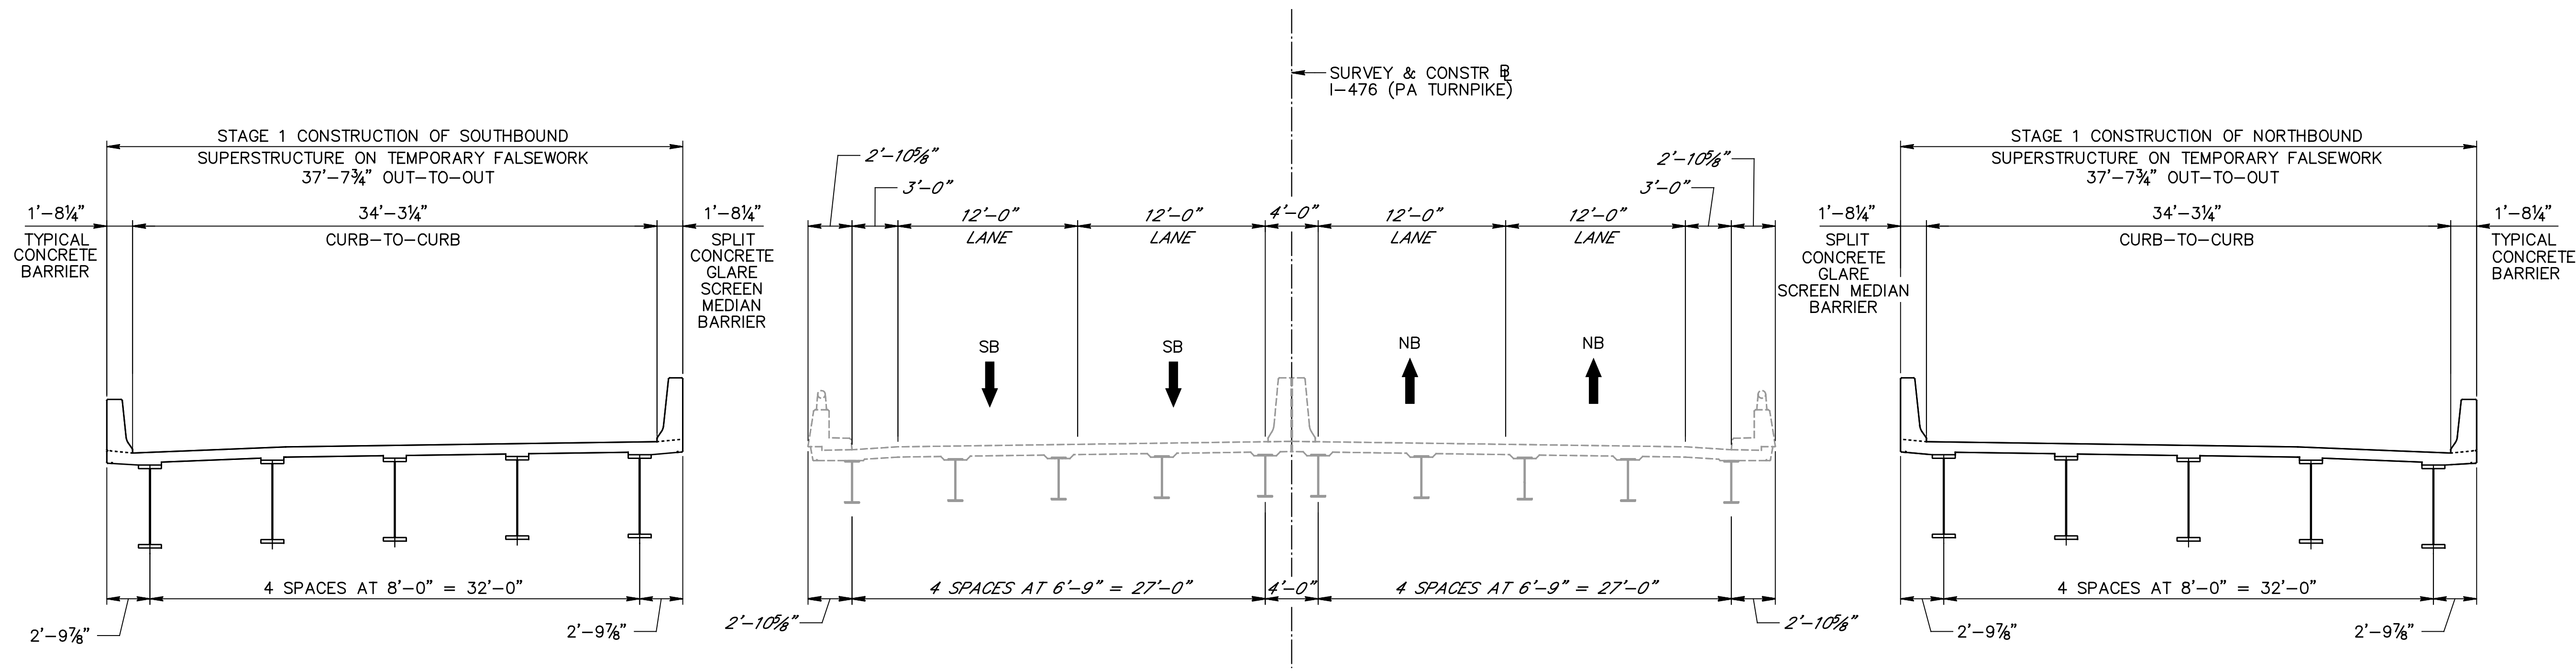 SURVEY & CONSTR BL
I-476 (PA TURNPIKE)
STAGE 1 CONSTRUCTION OF SOUTHBOUND
SUPERSTRUCTURE ON TEMPORARY FALSEWORK
37'-7¾" OUT-TO-OUT
1'-8¼"
TYPICAL
CONCRETE
BARRIER
34'-3¼"
CURB-TO-CURB
1'-8¼"
SPLIT
CONCRETE
GLARE
SCREEN
MEDIAN
BARRIER
4 SPACES AT 8'-0" = 32'-0"
2'-9⅞"
2'-9⅞"
2'-10⅝"
3'-0"
12'-0"
LANE
12'-0"
LANE
4'-0"
12'-0"
LANE
12'-0"
LANE
3'-0"
2'-10⅝"
SB
SB
NB
NB
4 SPACES AT 6'-9" = 27'-0"
4'-0"
4 SPACES AT 6'-9" = 27'-0"
2'-10⅝"
2'-10⅝"
STAGE 1 CONSTRUCTION OF NORTHBOUND
SUPERSTRUCTURE ON TEMPORARY FALSEWORK
37'-7¾" OUT-TO-OUT
1'-8¼"
SPLIT
CONCRETE
GLARE
SCREEN MEDIAN
BARRIER
34'-3¼"
CURB-TO-CURB
1'-8¼"
TYPICAL
CONCRETE
BARRIER
4 SPACES AT 8'-0" = 32'-0"
2'-9⅞"
2'-9⅞"